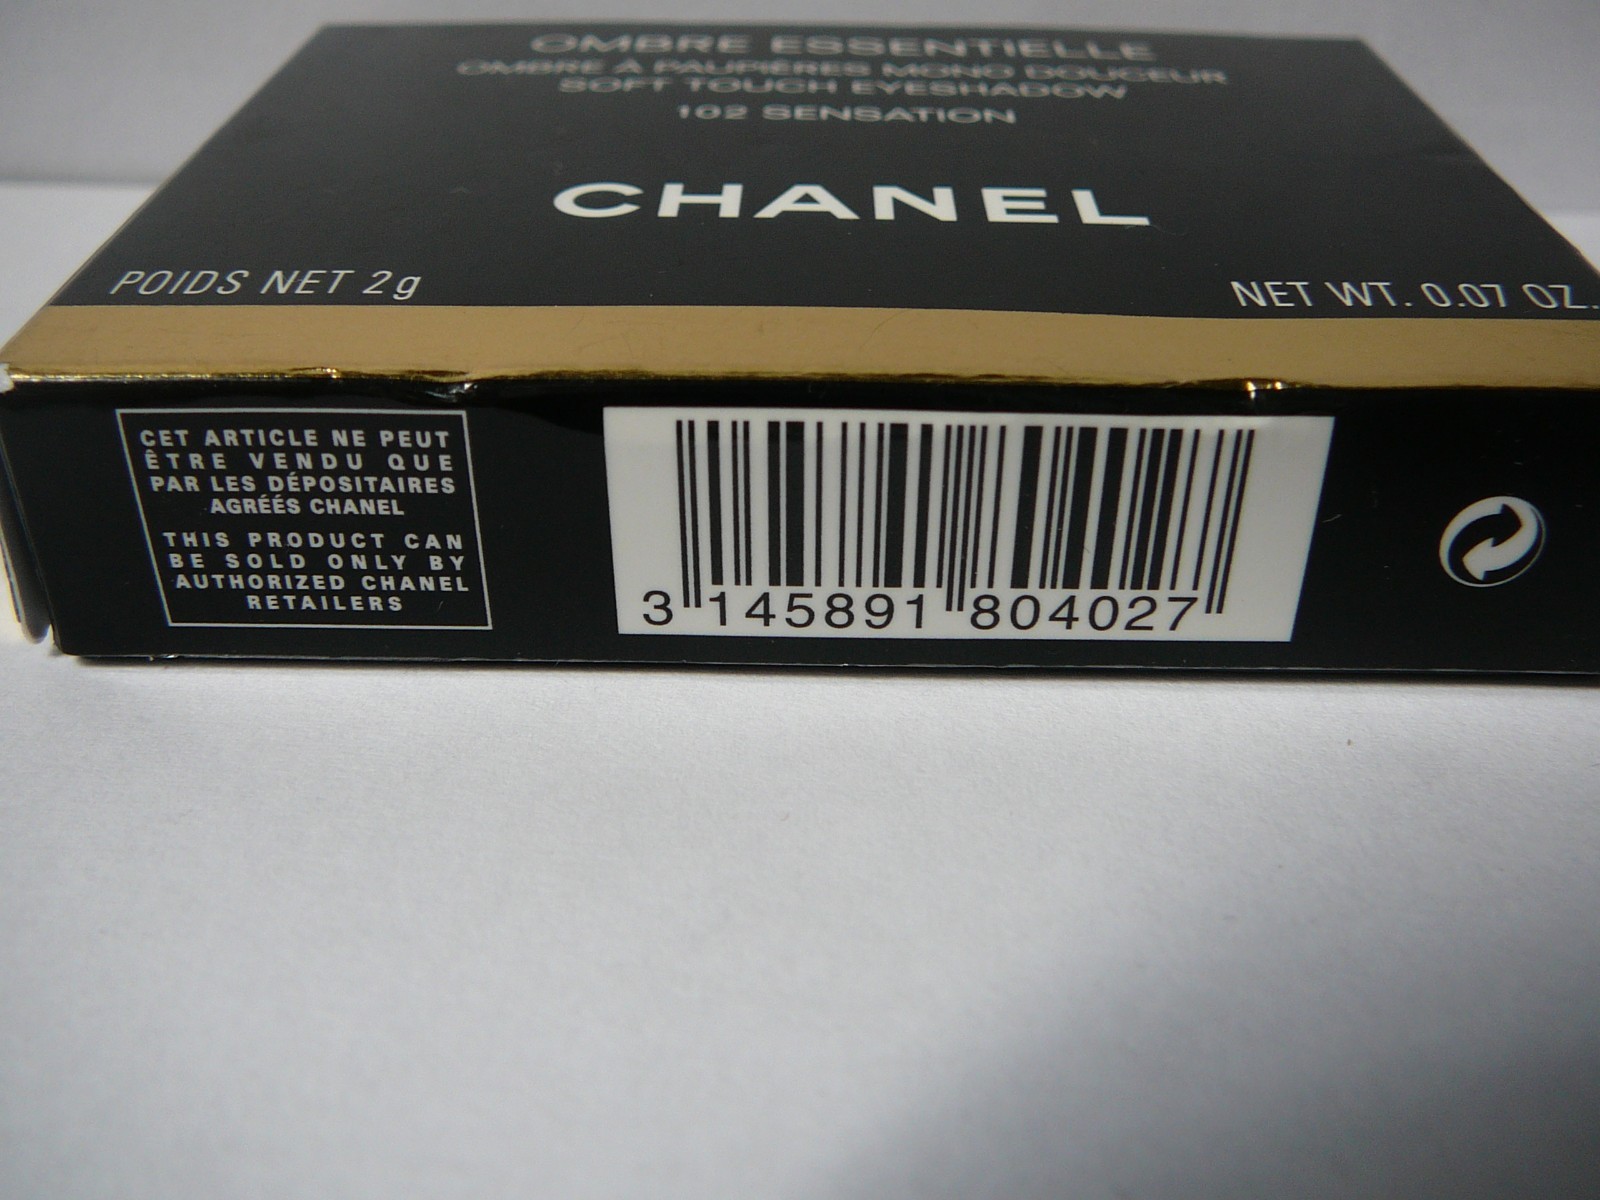 OMBRE ESSENTIELLE
OMBRE À PAUPIÈRES MONO DOUCEUR
SOFT TOUCH EYESHADOW
102 SENSATION
CHANEL
POIDS NET 2g
NET WT. 0.07 OZ.
CET ARTICLE NE PEUT
ÊTRE VENDU QUE
PAR LES DÉPOSITAIRES
AGRÉÉS CHANEL
THIS PRODUCT CAN
BE SOLD ONLY BY
AUTHORIZED CHANEL
RETAILERS
3 145891 804027